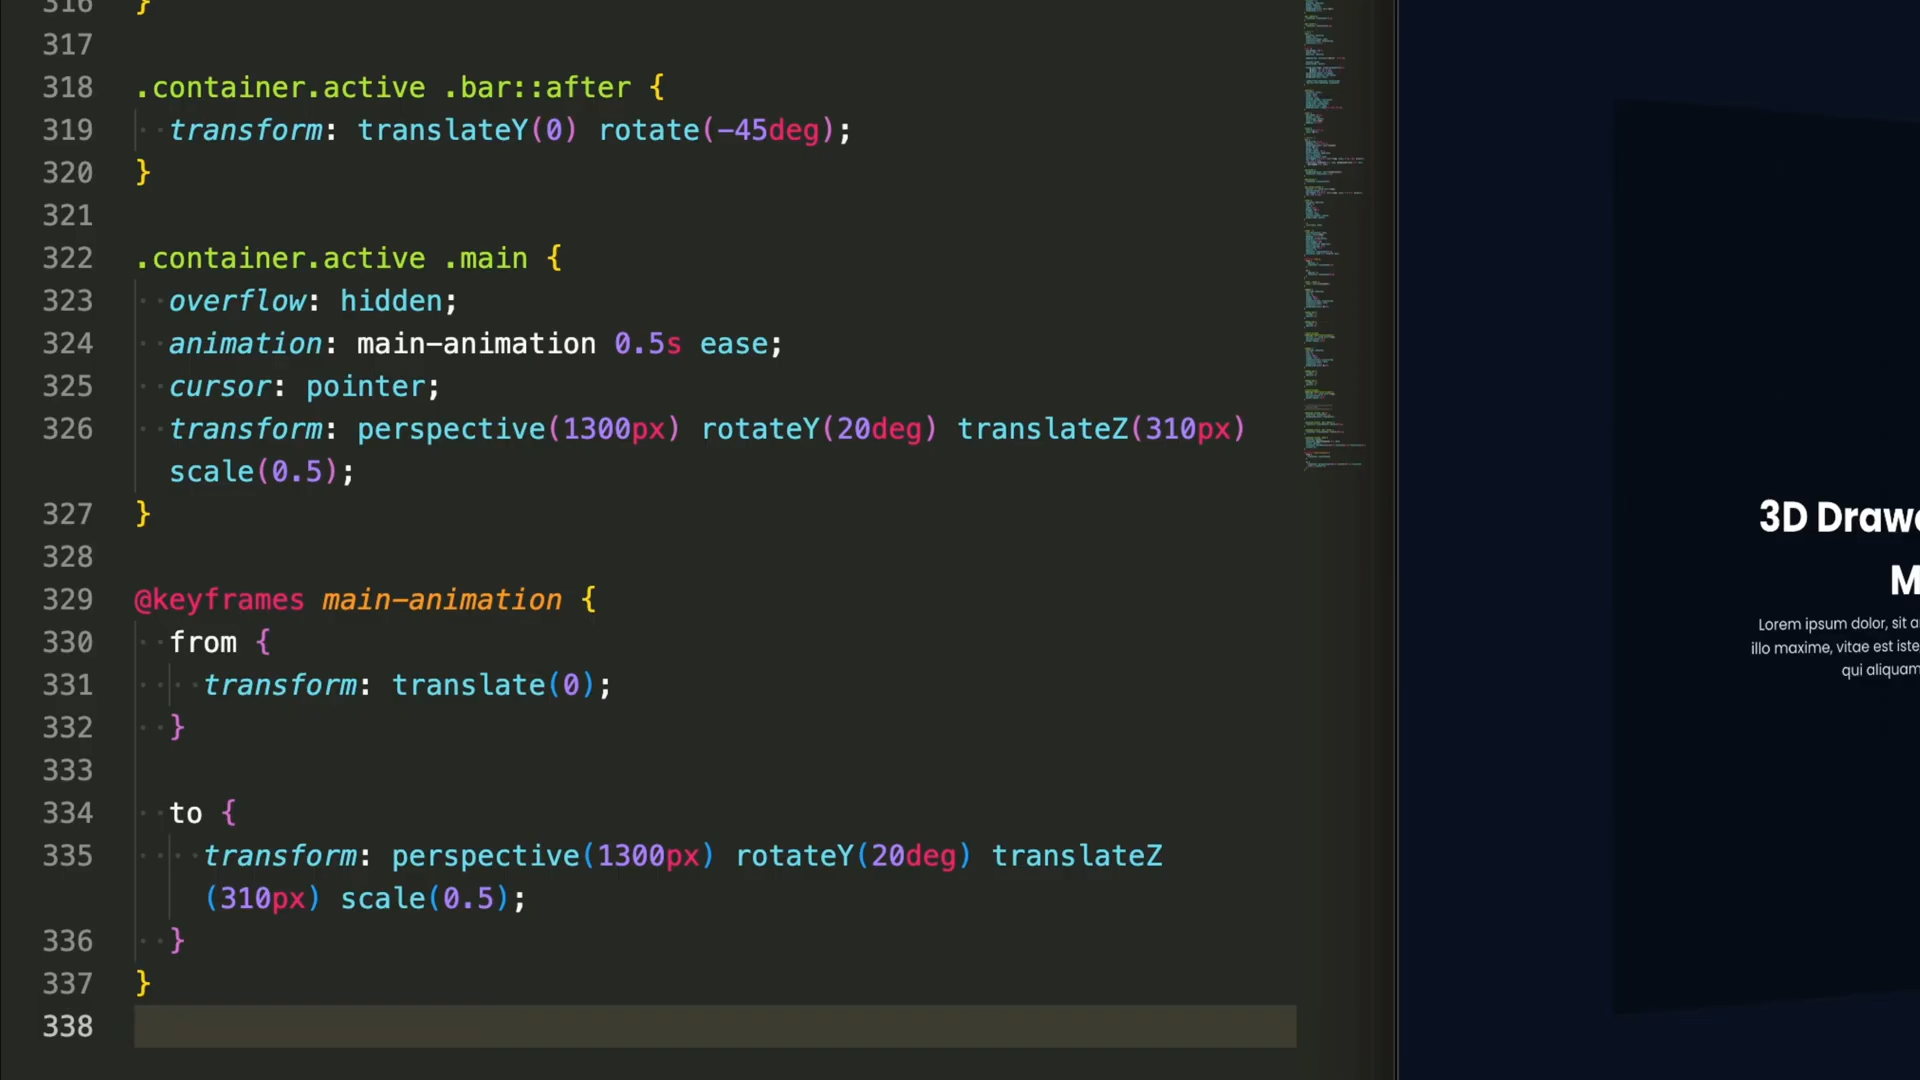 316 }
317
318 .container.active .bar::after {
319 transform: translateY(0) rotate(-45deg);
320 }
321
322 .container.active .main {
323 overflow: hidden;
324 animation: main-animation 0.5s ease;
325 cursor: pointer;
326 transform: perspective(1300px) rotateY(20deg) translateZ(310px)
scale(0.5);
327 }
328
329 @keyframes main-animation {
330 from {
331 transform: translate(0);
332 }
333
334 to {
335 transform: perspective(1300px) rotateY(20deg) translateZ
(310px) scale(0.5);
336 }
337 }
338
3D Drawe
M
Lorem ipsum dolor, sit a
illo maxime, vitae est iste,
qui aliquam